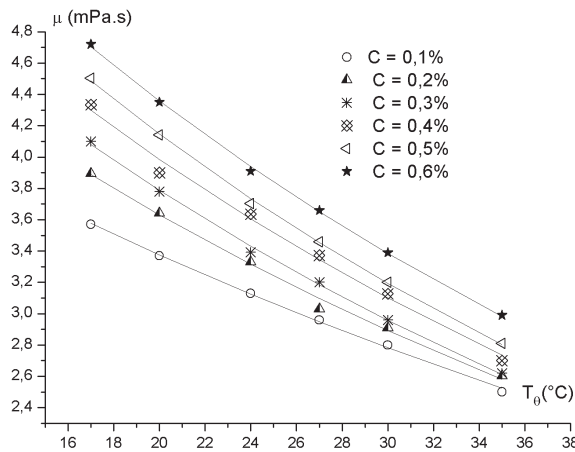 μ (mPa.s)
4,8
4,6
4,4
4,2
4,0
3,8
3,6
3,4
3,2
3,0
2,8
2,6
2,4
C = 0,1%
C = 0,2%
C = 0,3%
C = 0,4%
C = 0,5%
C = 0,6%
T_θ(°C)
16 18 20 22 24 26 28 30 32 34 36 38